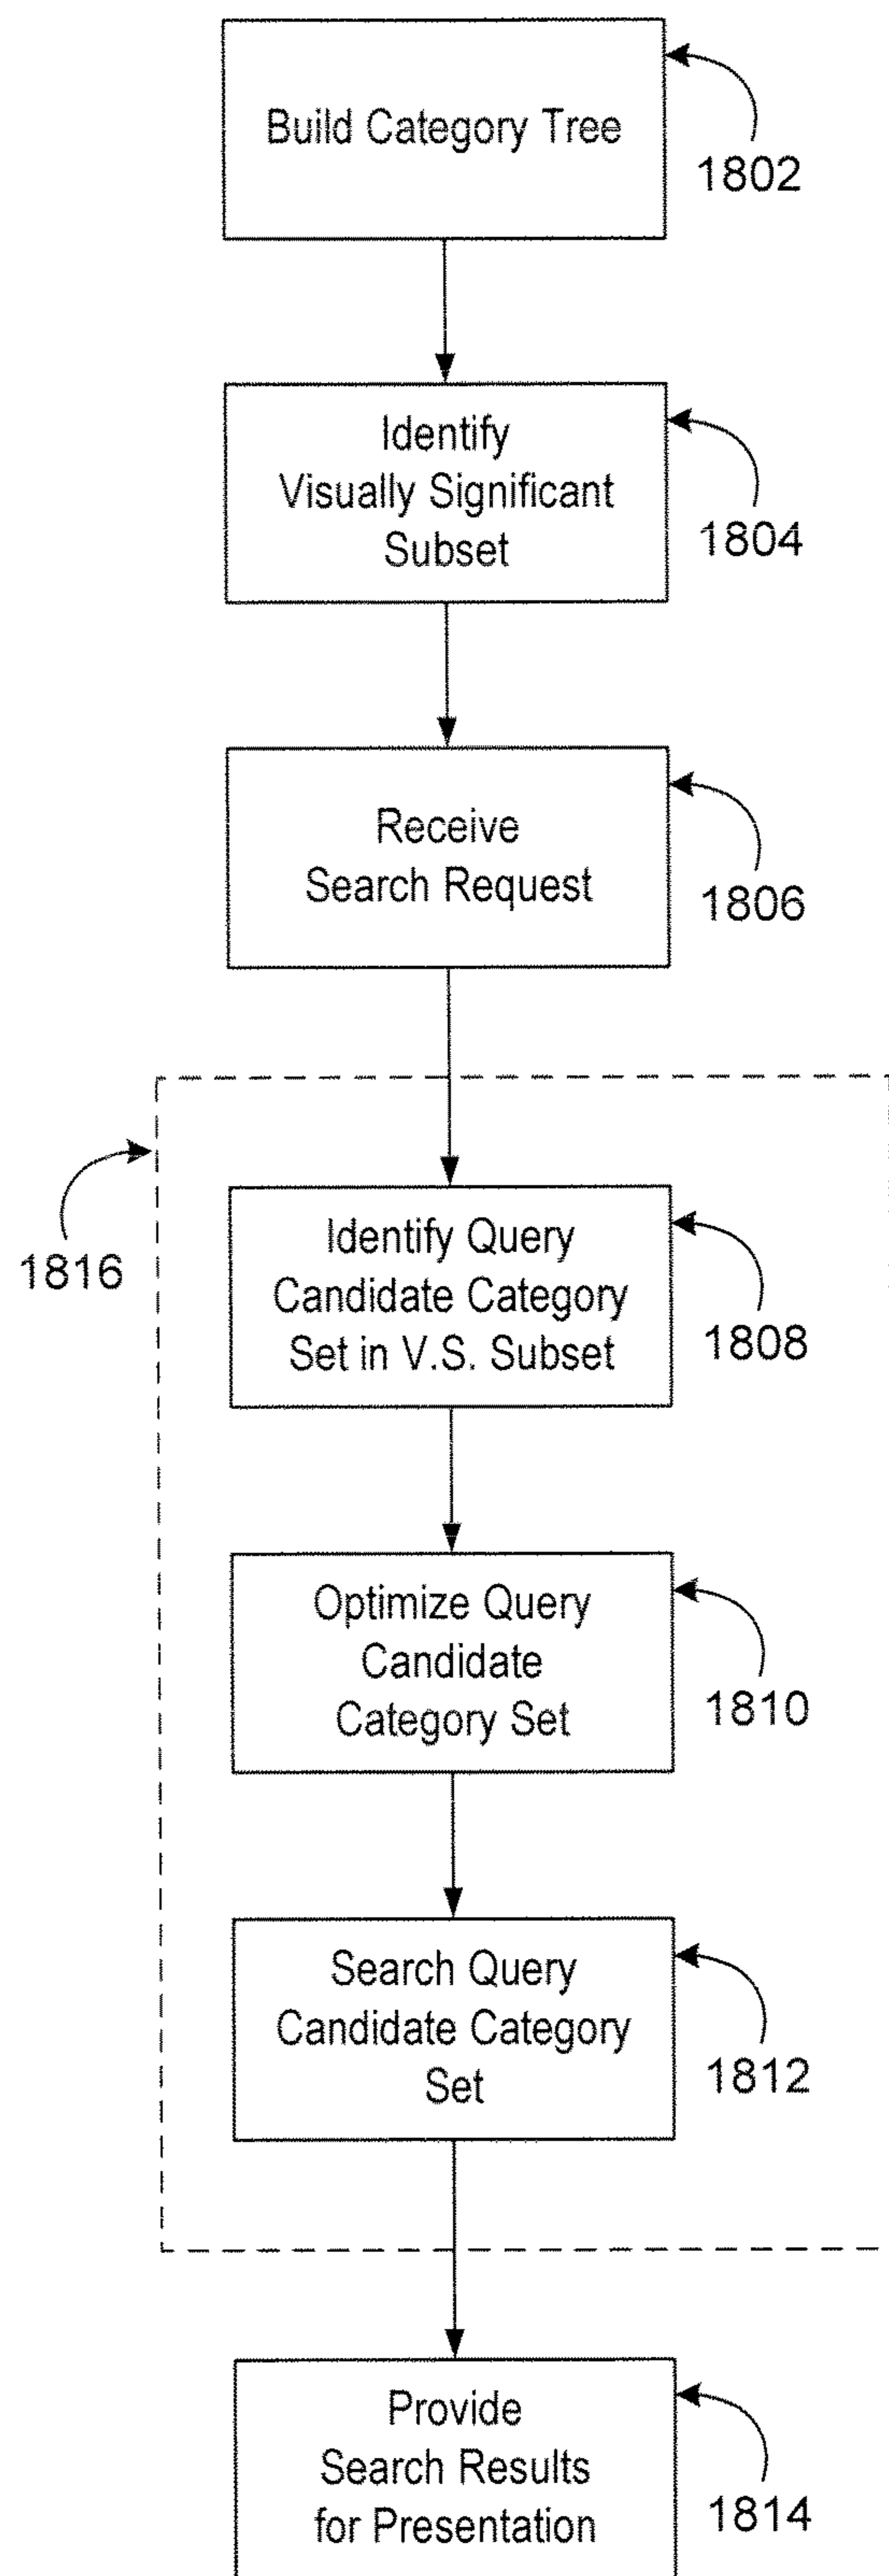 Build Category Tree
1802
Identify
Visually Significant
Subset
1804
Receive
Search Request
1806
1816
Identify Query
Candidate Category
Set in V.S. Subset
1808
Optimize Query
Candidate
Category Set
1810
Search Query
Candidate Category
Set
1812
Provide
Search Results
for Presentation
1814